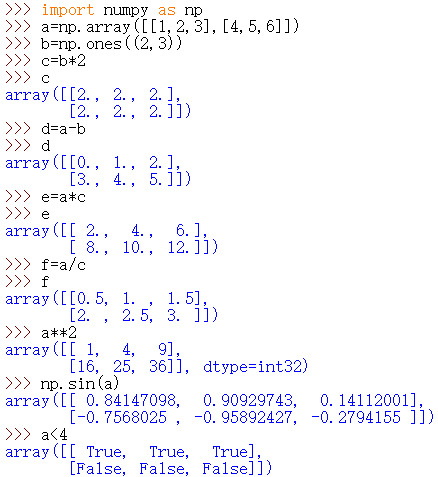 >>> import numpy as np
>>> a=np.array([[1,2,3],[4,5,6]])
>>> b=np.ones((2,3))
>>> c=b*2
>>> c
array([[2., 2., 2.],
       [2., 2., 2.]])
>>> d=a-b
>>> d
array([[0., 1., 2.],
       [3., 4., 5.]])
>>> e=a*c
>>> e
array([[ 2.,  4.,  6.],
       [ 8., 10., 12.]])
>>> f=a/c
>>> f
array([[0.5, 1. , 1.5],
       [2. , 2.5, 3. ]])
>>> a**2
array([[ 1,  4,  9],
       [16, 25, 36]], dtype=int32)
>>> np.sin(a)
array([[ 0.84147098,  0.90929743,  0.14112001],
       [-0.7568025 , -0.95892427, -0.2794155 ]])
>>> a<4
array([[ True,  True,  True],
       [False, False, False]])